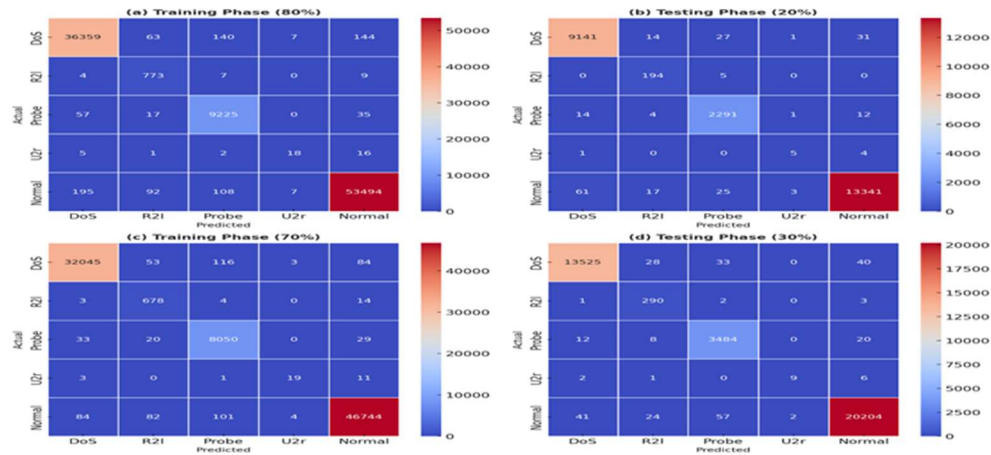 (a) Training Phase (80%)
DoS 36359 63 140 7 144
R2l 4 773 7 0 9
Probe 57 17 9225 0 35
U2r 5 1 2 18 16
Normal 195 92 108 7 53494
Actual
DoS R2l Probe U2r Normal
Predicted
50000
40000
30000
20000
10000
0
(b) Testing Phase (20%)
DoS 9141 14 27 1 31
R2l 0 194 5 0 0
Probe 14 4 2291 1 12
U2r 1 0 0 5 4
Normal 61 17 25 3 13341
Actual
DoS R2l Probe U2r Normal
Predicted
12000
10000
8000
6000
4000
2000
0
(c) Training Phase (70%)
DoS 32045 53 116 3 84
R2l 3 678 4 0 14
Probe 33 20 8050 0 29
U2r 3 0 1 19 11
Normal 84 82 101 4 46744
Actual
DoS R2l Probe U2r Normal
Predicted
40000
30000
20000
10000
0
(d) Testing Phase (30%)
DoS 13525 28 33 0 40
R2l 1 290 2 0 3
Probe 12 8 3484 0 20
U2r 2 1 0 9 6
Normal 41 24 57 2 20204
Actual
DoS R2l Probe U2r Normal
Predicted
20000
17500
15000
12500
10000
7500
5000
2500
0